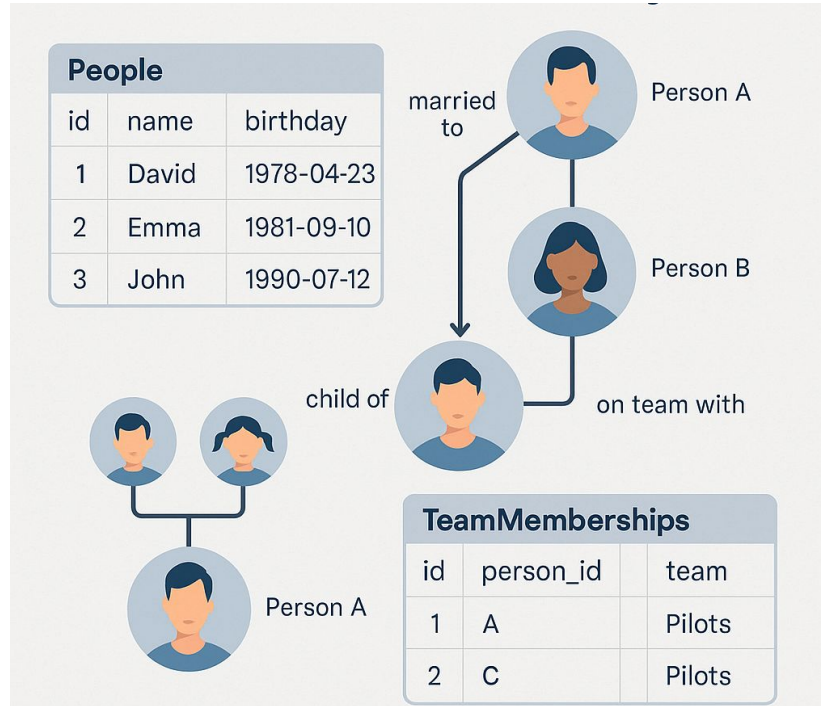 People
id name birthday
1 David 1978-04-23
2 Emma 1981-09-10
3 John 1990-07-12
married
to
Person A
Person B
child of
on team with
Person A
TeamMemberships
id person_id team
1 A Pilots
2 C Pilots